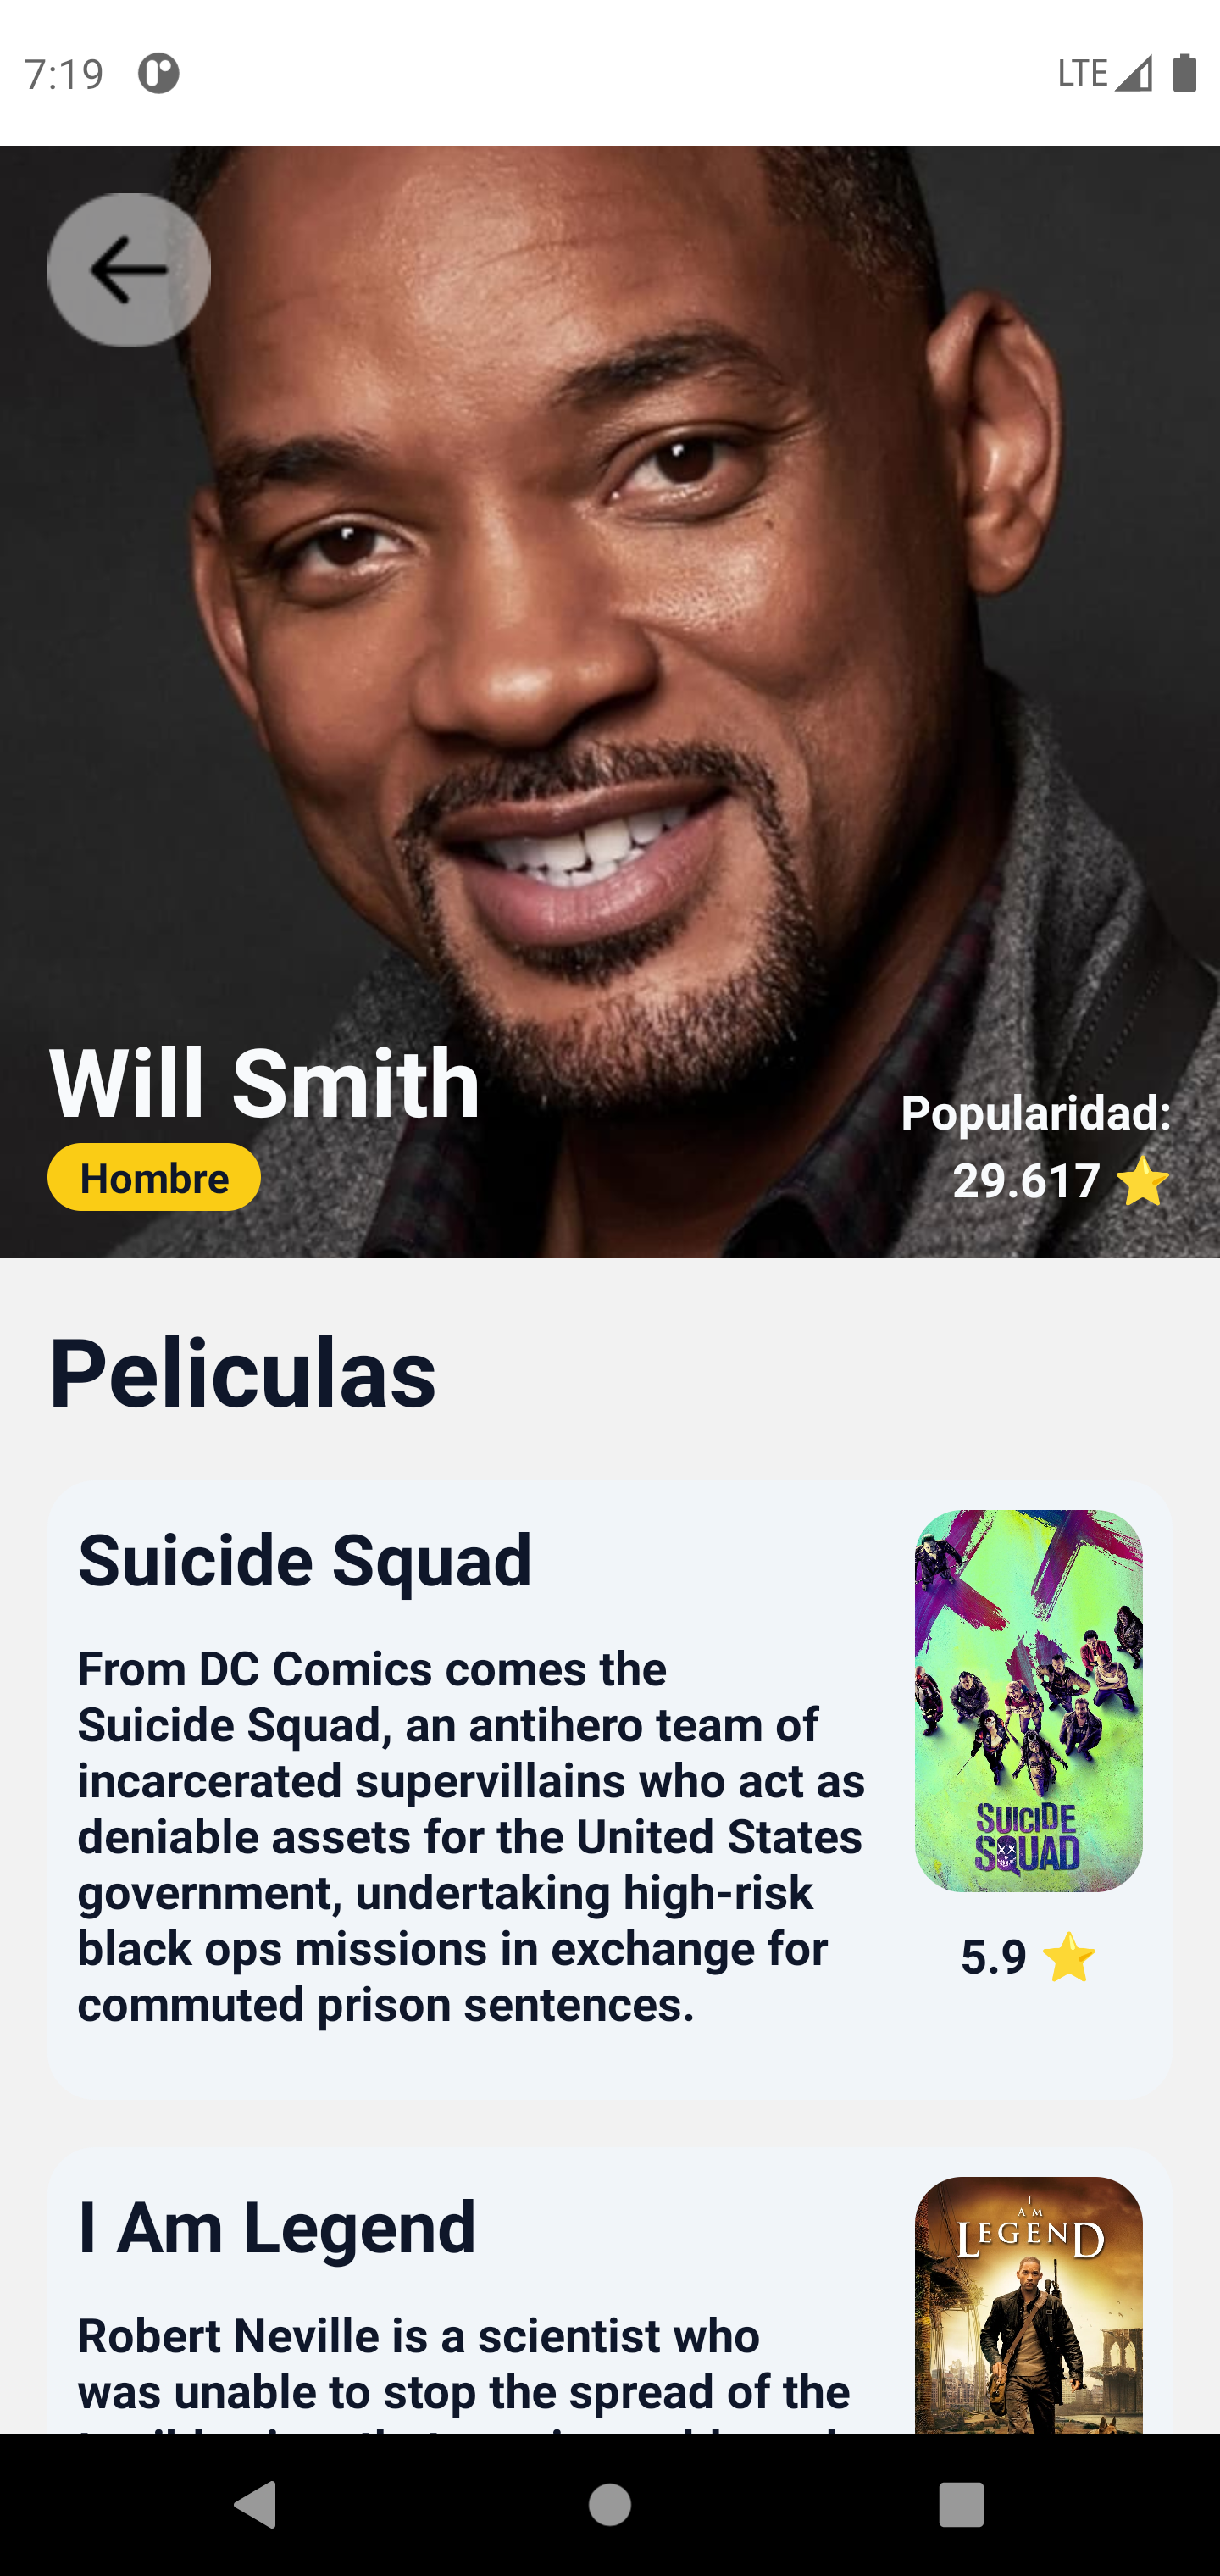 7:19
LTE
Will Smith
Hombre
Popularidad:
29.617
Peliculas
Suicide Squad
From DC Comics comes the
Suicide Squad, an antihero team of
incarcerated supervillains who act as
deniable assets for the United States
government, undertaking high-risk
black ops missions in exchange for
commuted prison sentences.
SUICIDE
SQUAD
5.9
I Am Legend
Robert Neville is a scientist who
was unable to stop the spread of the
I
AM
LEGEND